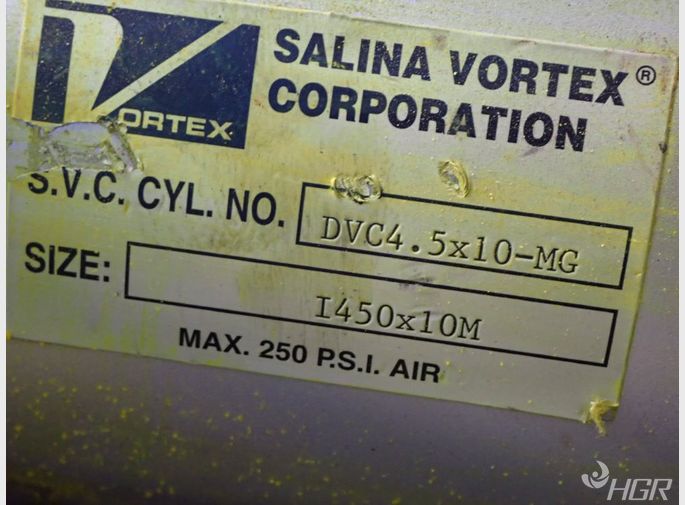 VORTEX
SALINA VORTEX®
CORPORATION
S.V.C. CYL. NO. DVC4.5x10-MG
SIZE: I450x10M
MAX. 250 P.S.I. AIR
HGR